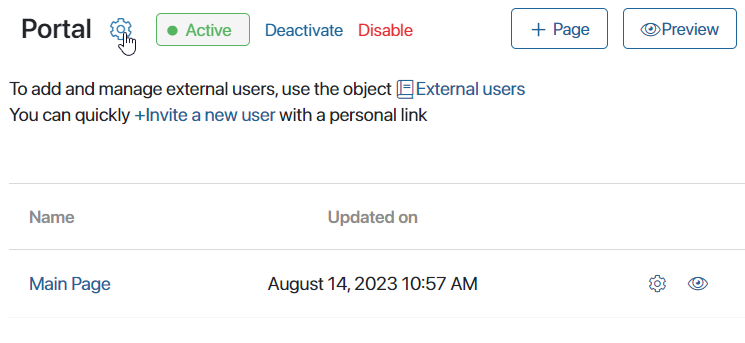 Portal Active Deactivate Disable + Page Preview
To add and manage external users, use the object External users
You can quickly +Invite a new user with a personal link
Name Updated on
Main Page August 14, 2023 10:57 AM